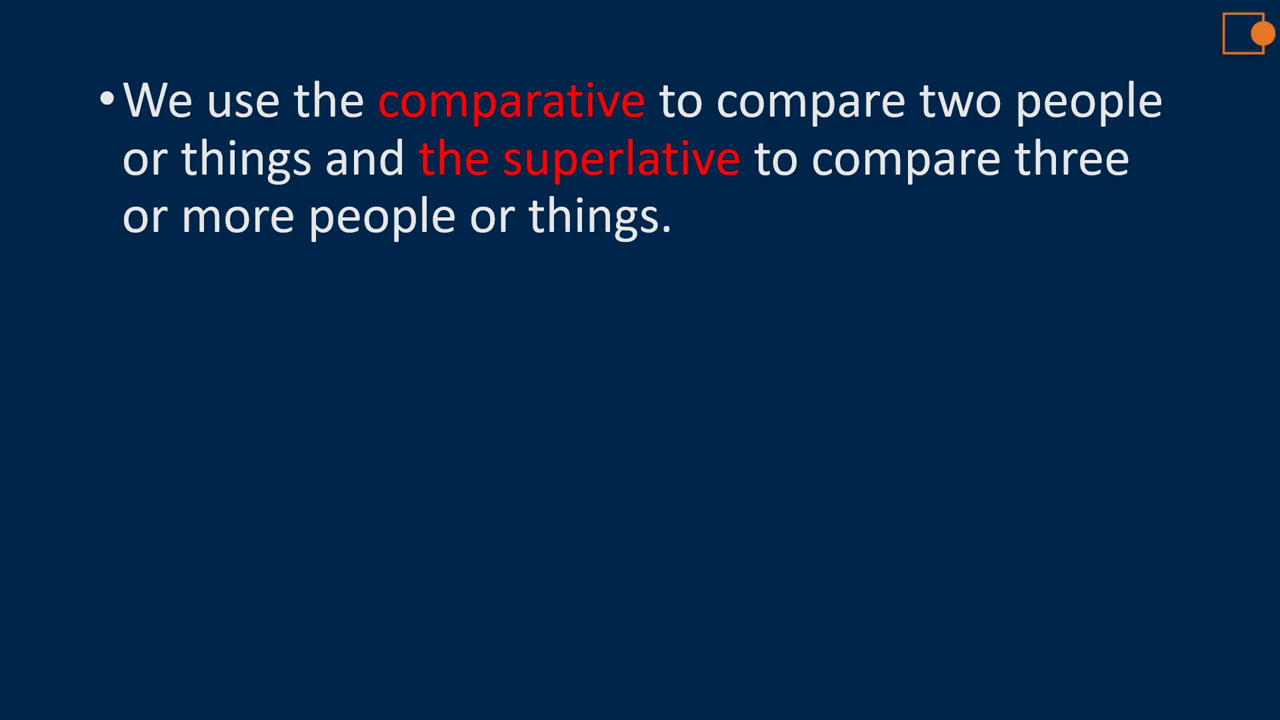 •We use the comparative to compare two people
or things and the superlative to compare three
or more people or things.